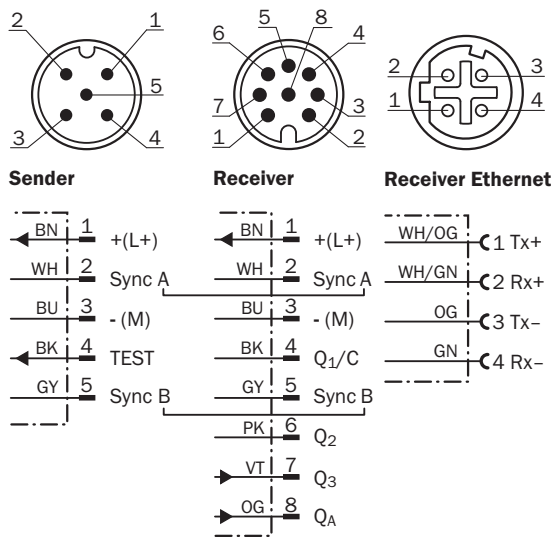 2 1
5
3 4
Sender
5 8
6 4
7 3
1 2
Receiver
2 3
1 4
Receiver Ethernet
BN 1 +(L+)
WH 2 Sync A
BU 3 - (M)
BK 4 TEST
GY 5 Sync B
BN 1 +(L+)
WH 2 Sync A
BU 3 - (M)
BK 4 Q1/C
GY 5 Sync B
PK 6 Q2
VT 7 Q3
OG 8 QA
WH/OG 1 Tx+
WH/GN 2 Rx+
OG 3 Tx–
GN 4 Rx–